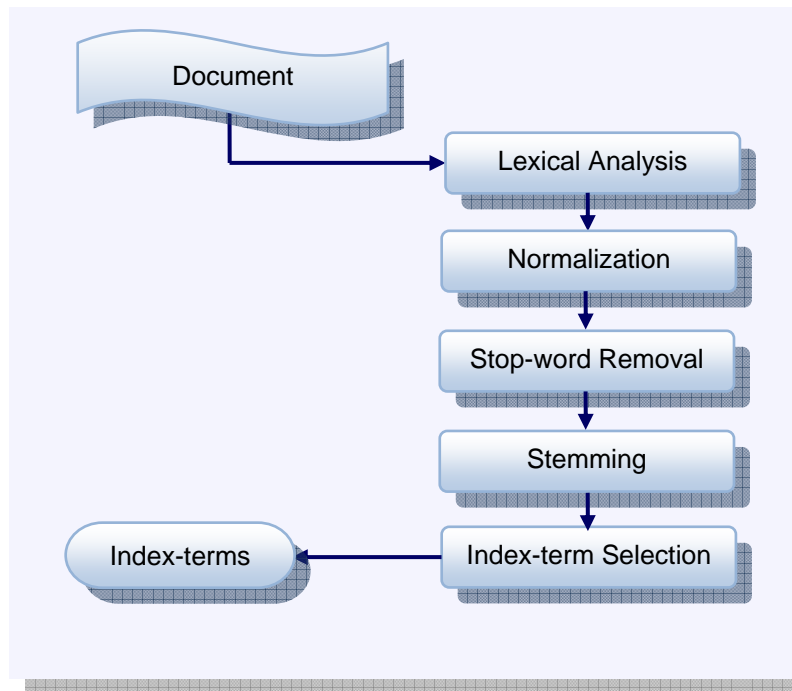 Document
Lexical Analysis
Normalization
Stop-word Removal
Stemming
Index-term Selection
Index-terms